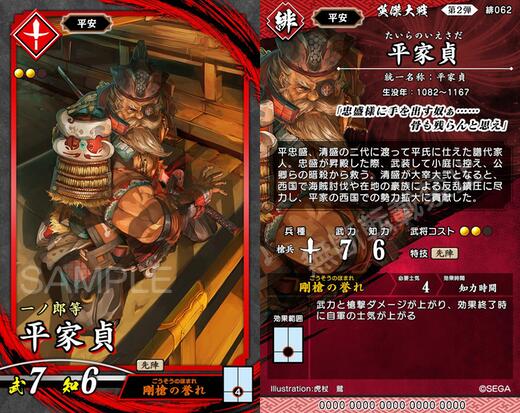 平安
SAMPLE
一ノ郎等
平家貞
先陣
武7 知6
ごうそうのほまれ
剛槍の誉れ
4
緋
平安
英傑大戦
第2弾
緋062
たいらのいえさだ
平家貞
統一名称:平家貞
生没年:1082~1167
「忠盛様に手を出す奴ぁ……
骨も残らんと思え」
平忠盛、清盛の二代に渡って平氏に仕えた譜代家
人。忠盛が昇殿した際、武装して小庭に控え、公
卿らの暗殺から救う。清盛が大宰大弐となると、
西国で海賊討伐や在地の豪族による反乱鎮圧に尽
力し、平家の西国での勢力拡大に貢献した。
兵種 武力 知力 武将コスト
槍兵 7 6 特技 先陣
ごうそうのほまれ 必要士気 効果時間
剛槍の誉れ 4 知力時間
効果範囲
武力と槍撃ダメージが上がり、効果終了時
に自軍の士気が上がる
Illustration:虎杖 鷲
©SEGA
0000-0000-0000-0000-0000